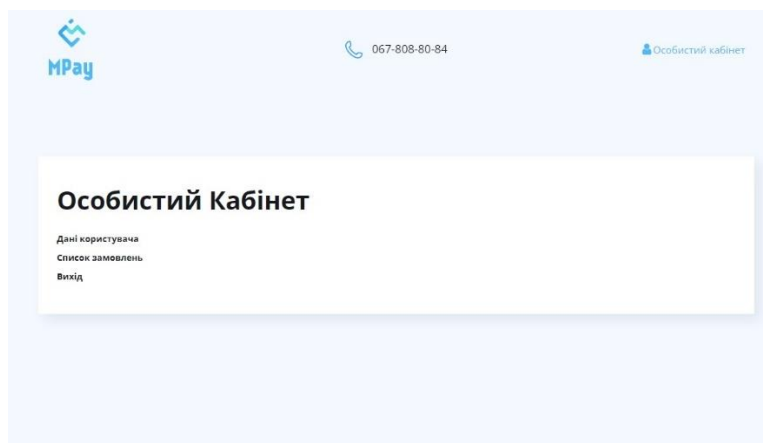 MPay
067-808-80-84
Особистий кабінет
Особистий Кабінет
Дані користувача
Список замовлень
Вихід